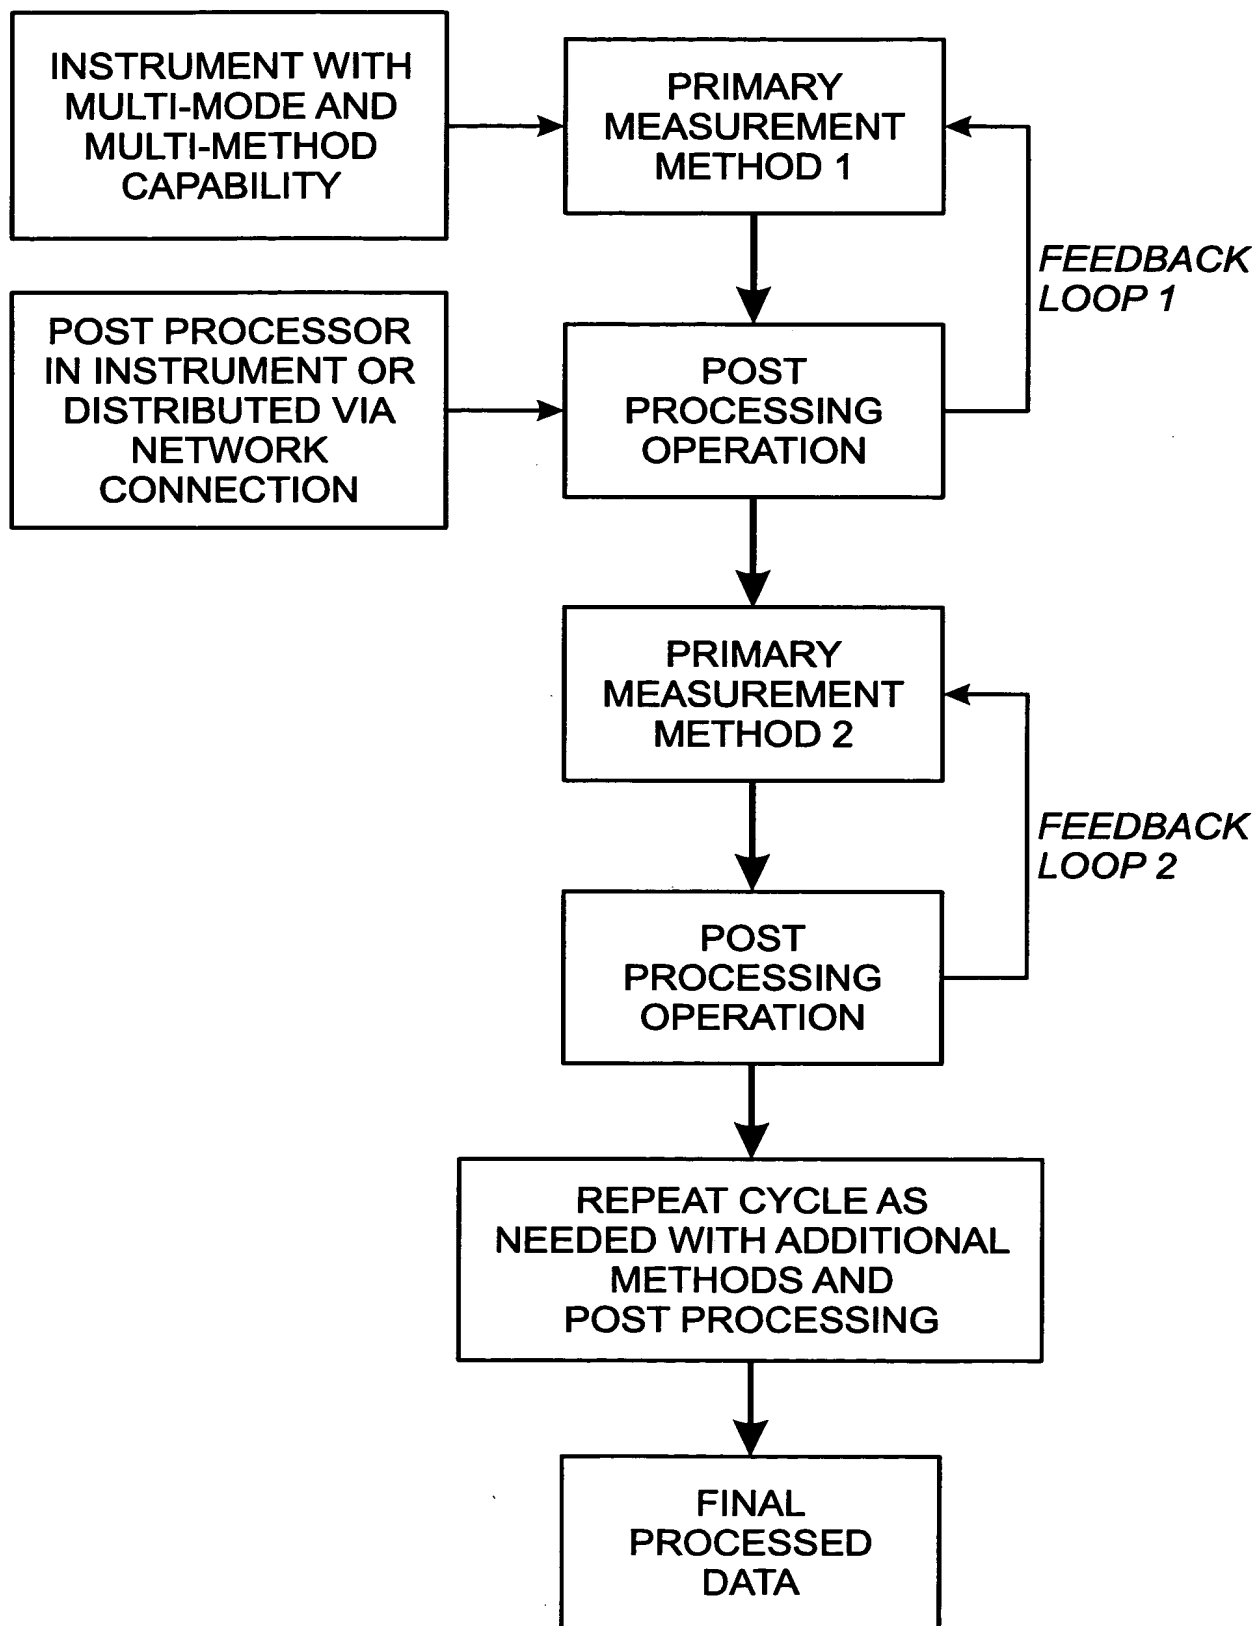 INSTRUMENT WITH
MULTI-MODE AND
MULTI-METHOD
CAPABILITY
PRIMARY
MEASUREMENT
METHOD 1
FEEDBACK
LOOP 1
POST PROCESSOR
IN INSTRUMENT OR
DISTRIBUTED VIA
NETWORK
CONNECTION
POST
PROCESSING
OPERATION
PRIMARY
MEASUREMENT
METHOD 2
FEEDBACK
LOOP 2
POST
PROCESSING
OPERATION
REPEAT CYCLE AS
NEEDED WITH ADDITIONAL
METHODS AND
POST PROCESSING
FINAL
PROCESSED
DATA